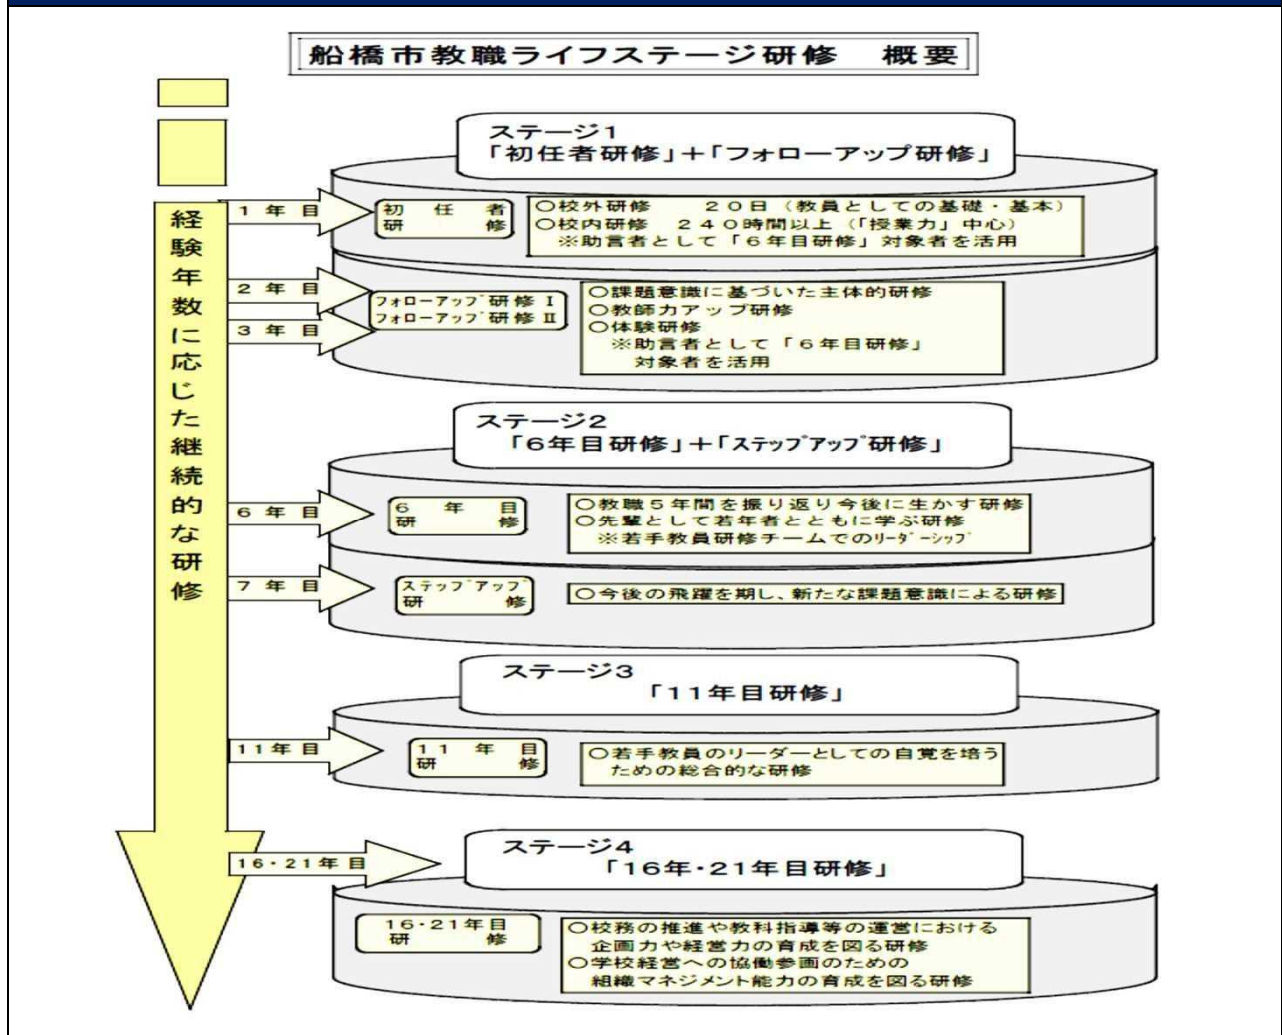 船橋市教職ライフステージ研修　概要
経験年数に応じた継続的な研修
ステージ1
「初任者研修」＋「フォローアップ研修」
1年目
初任者
研修
○校外研修　　２０日（教員としての基礎・基本）
○校内研修　２４０時間以上（「授業力」中心）
※助言者として「６年目研修」対象者を活用
2年目
3年目
フォローアップ研修Ⅰ
フォローアップ研修Ⅱ
○課題意識に基づいた主体的研修
○教師力アップ研修
○体験研修
※助言者として「６年目研修」
対象者を活用
ステージ2
「6年目研修」＋「ステップアップ研修」
6年目
6年目
研修
○教職５年間を振り返り今後に生かす研修
○先輩として若年者とともに学ぶ研修
※若手教員研修チームでのリーダーシップ
7年目
ステップアップ
研修
○今後の飛躍を期し、新たな課題意識による研修
ステージ3
「11年目研修」
11年目
11年目
研修
○若手教員のリーダーとしての自覚を培う
ための総合的な研修
ステージ4
「16年・21年目研修」
16・21年目
16・21年目
研修
○校務の推進や教科指導等の運営における
企画力や経営力の育成を図る研修
○学校経営への協働参画のための
組織マネジメント能力の育成を図る研修